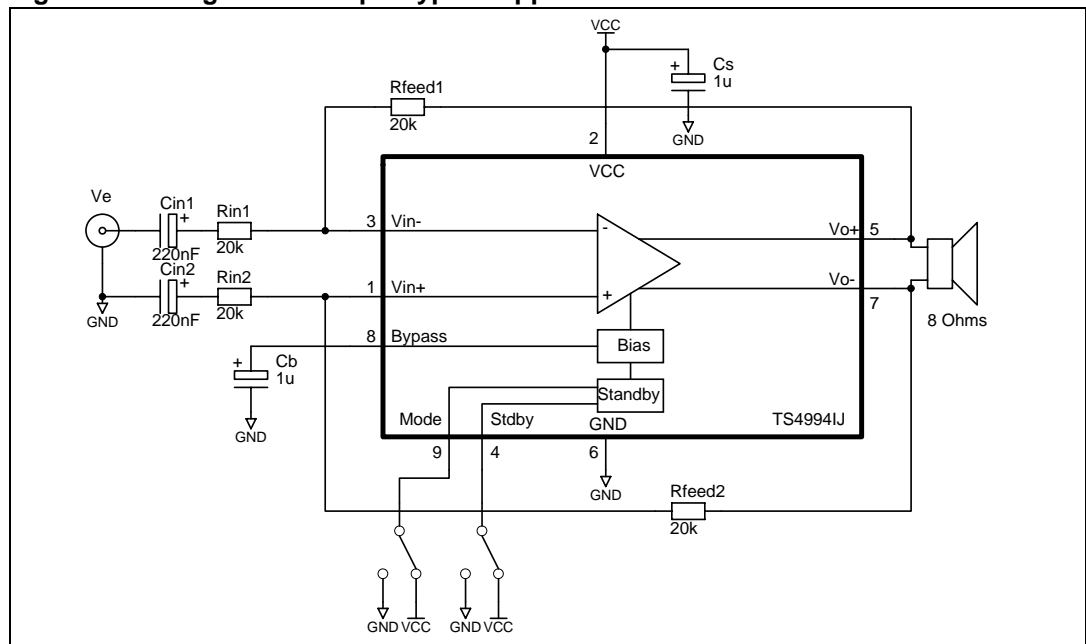 VCC
Cs
+
1u
GND
Rfeed1
20k
2
VCC
Ve
Cin1
+
220nF
Rin1
20k
3
Vin-
-
Vo+
5
Cin2
+
220nF
Rin2
20k
1
Vin+
+
Vo-
7
GND
8 Ohms
8
Bypass
Bias
Cb
+
1u
GND
Standby
Mode
Stdby
GND
TS4994IJ
9
4
6
GND
Rfeed2
20k
GND
VCC
GND
VCC